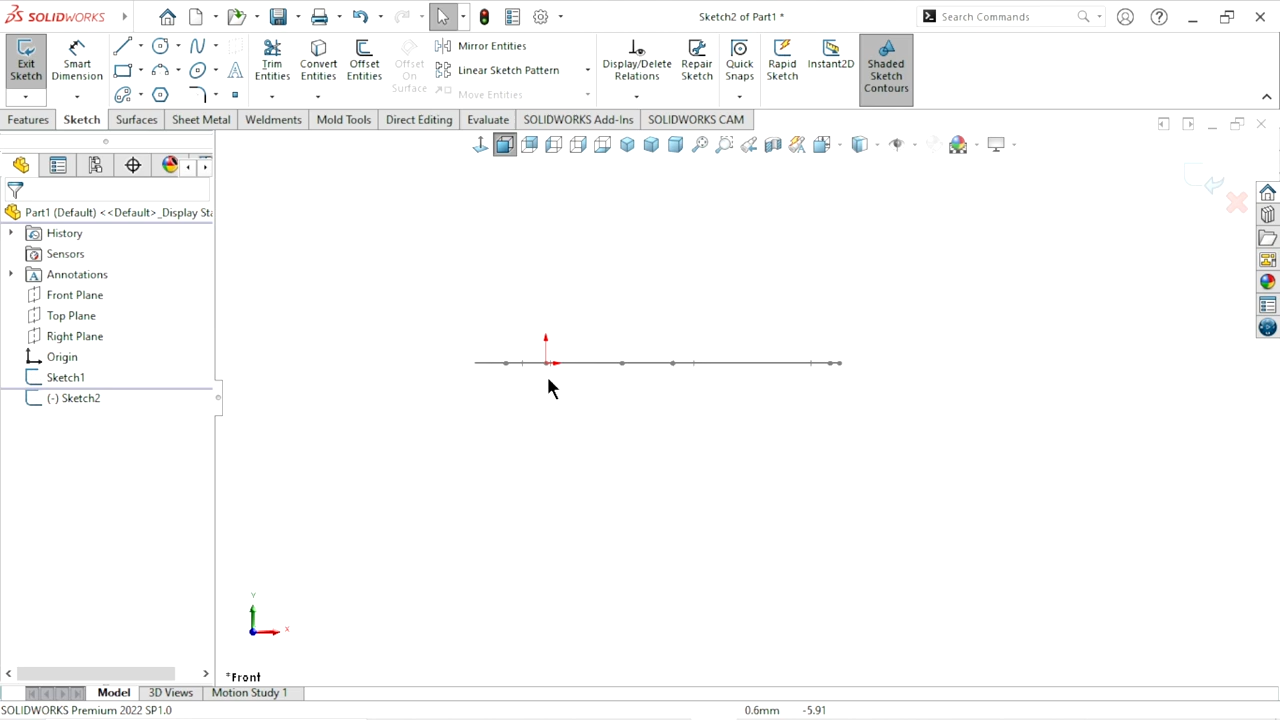 SOLIDWORKS
Sketch2 of Part1 *
Search Commands
Exit Sketch
Smart Dimension
Trim Entities
Convert Entities
Offset Entities
Offset On Surface
Mirror Entities
Linear Sketch Pattern
Move Entities
Display/Delete Relations
Repair Sketch
Quick Snaps
Rapid Sketch
Instant2D
Shaded Sketch Contours
Features
Sketch
Surfaces
Sheet Metal
Weldments
Mold Tools
Direct Editing
Evaluate
SOLIDWORKS Add-Ins
SOLIDWORKS CAM
Part1 (Default) <<Default>_Display Sta
History
Sensors
Annotations
Front Plane
Top Plane
Right Plane
Origin
Sketch1
(-) Sketch2
Y
X
*Front
Model
3D Views
Motion Study 1
SOLIDWORKS Premium 2022 SP1.0
0.6mm
-5.91